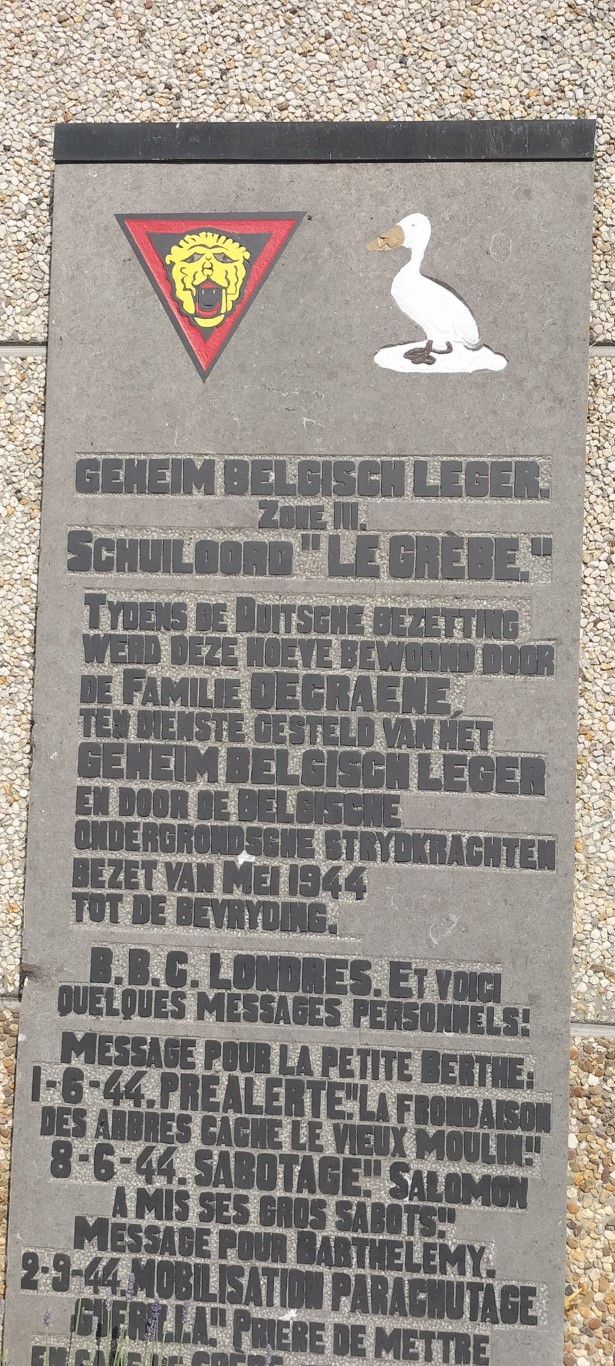 GEHEIM BELGISCH LEGER.
ZONE III.
SCHUILOORD "LE GRÈBE."
TYDENS DE DUITSCHE BEZETTING
WERD DEZE HOEVE BEWOOND DOOR
DE FAMILIE DEGRAEVE,
TEN DIENSTE GESTELD VAN HET
GEHEIM BELGISCH LEGER
EN DOOR DE BELGISCHE
ONDERGRONDSCHE STRYDKRACHTEN
BEZET VAN MEI 1944
TOT DE BEVRYDING.
B.B.C. LONDRES. ET VOICI
QUELQUES MESSAGES PERSONNELS:
MESSAGE POUR LA PETITE BERTHE:
1-6-44. PREALERTE."LA FRONDAISON
DES ARBRES CACHE LE VIEUX MOULIN."
8-6-44. SABOTAGE." SALOMON
A MIS SES GROS SABOTS."
MESSAGE POUR BARTHELEMY.
2-9-44. MOBILISATION PARACHUTAGE
GUERILLA." PRIERE DE METTRE